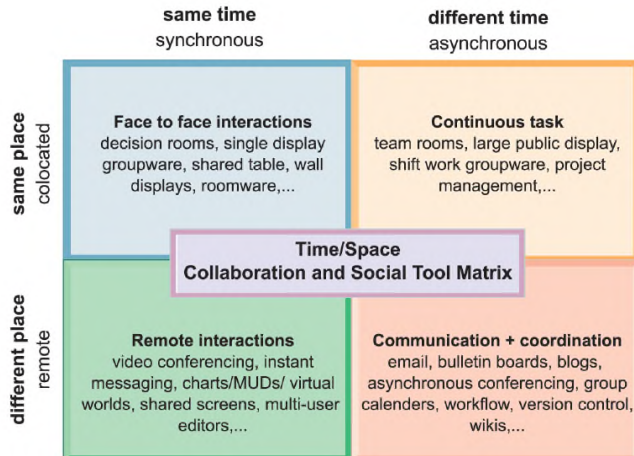 same time
synchronous
different time
asynchronous
same place
colocated
Face to face interactions
decision rooms, single display
groupware, shared table, wall
displays, roomware,...
Continuous task
team rooms, large public display,
shift work groupware, project
management,...
Time/Space
Collaboration and Social Tool Matrix
different place
remote
Remote interactions
video conferencing, instant
messaging, charts/MUDs/ virtual
worlds, shared screens, multi-user
editors,...
Communication + coordination
email, bulletin boards, blogs,
asynchronous conferencing, group
calenders, workflow, version control,
wikis,...